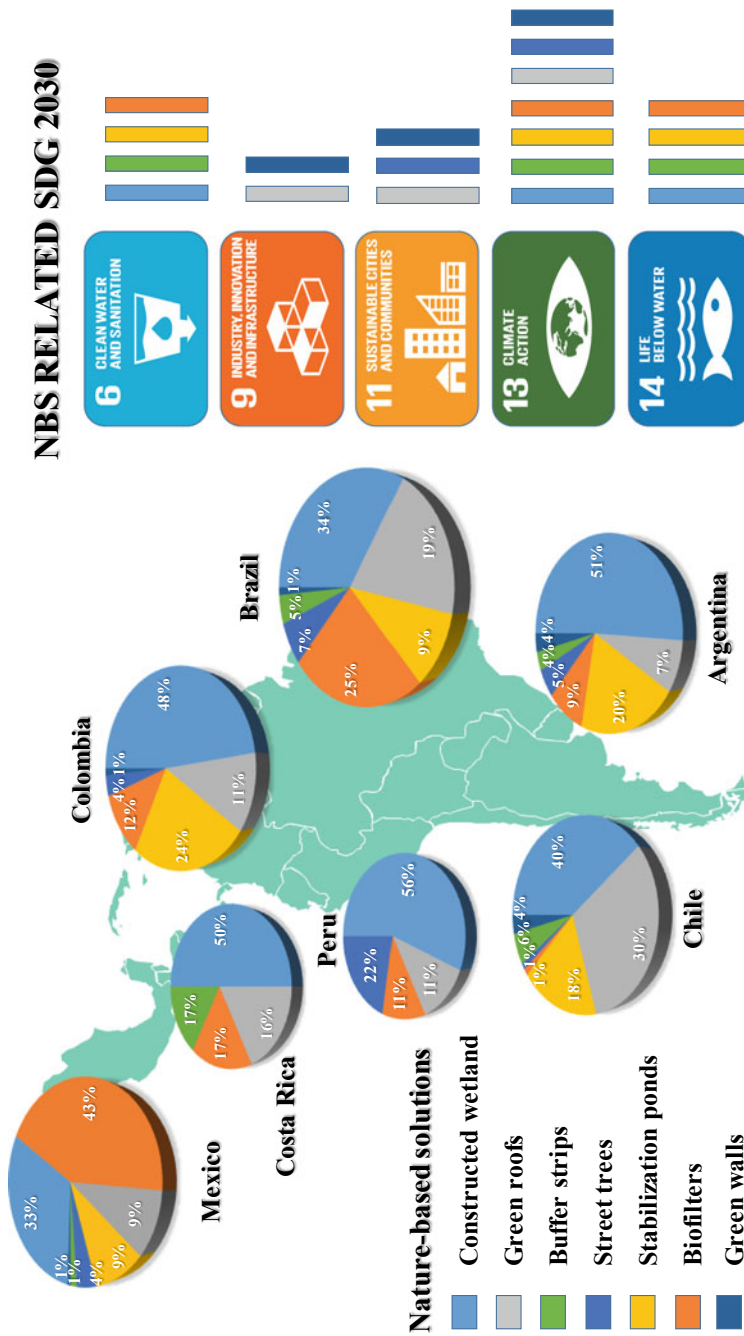 NBS RELATED SDG 2030
6 CLEAN WATER
AND SANITATION
9 INDUSTRY, INNOVATION
AND INFRASTRUCTURE
11 SUSTAINABLE CITIES
AND COMMUNITIES
13 CLIMATE
ACTION
14 LIFE
BELOW WATER
33%
43%
9%
9%
4%
1%
1%
Mexico
50%
16%
17%
17%
Costa Rica
48%
11%
24%
12%
4%
1%
Colombia
34%
19%
9%
25%
7%
5%
1%
Brazil
56%
11%
11%
22%
Peru
40%
30%
18%
1%
1%
6%
4%
Chile
51%
7%
20%
9%
5%
4%
4%
Argentina
Nature-based solutions
Constructed wetland
Green roofs
Buffer strips
Street trees
Stabilization ponds
Biofilters
Green walls